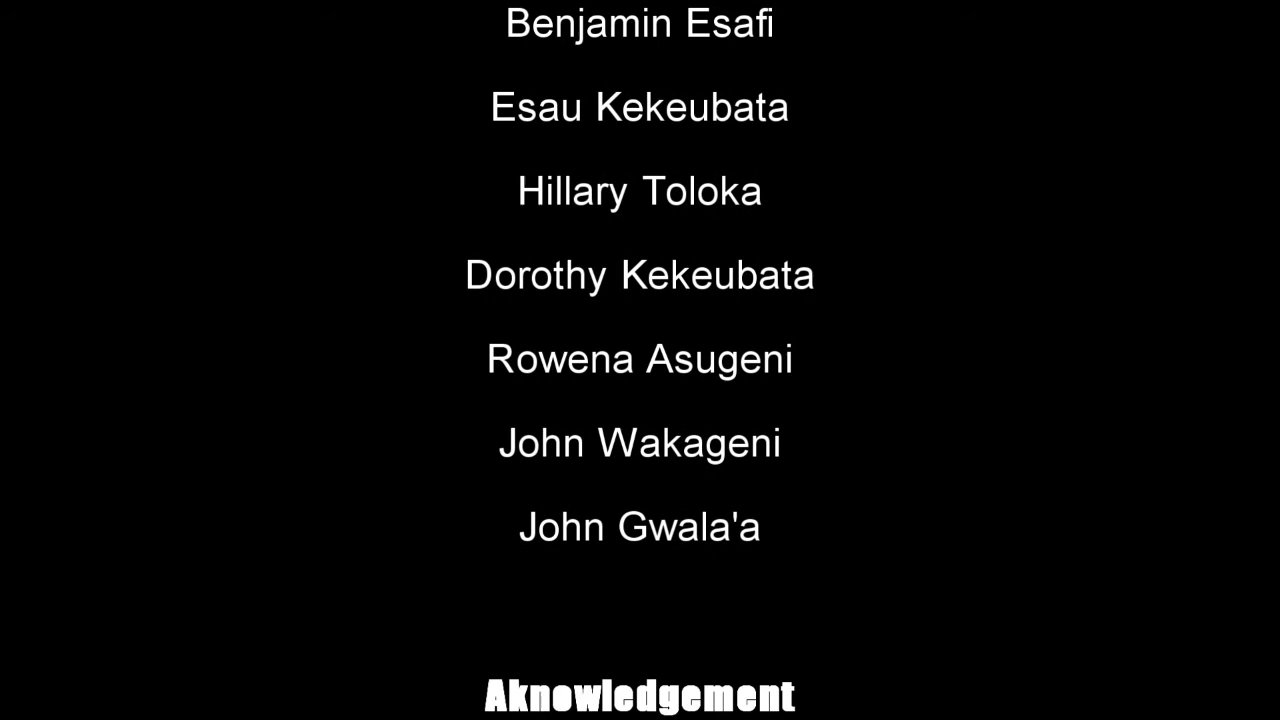 Benjamin Esafi
Esau Kekeubata
Hillary Toloka
Dorothy Kekeubata
Rowena Asugeni
John Wakageni
John Gwala'a
Aknowledgement